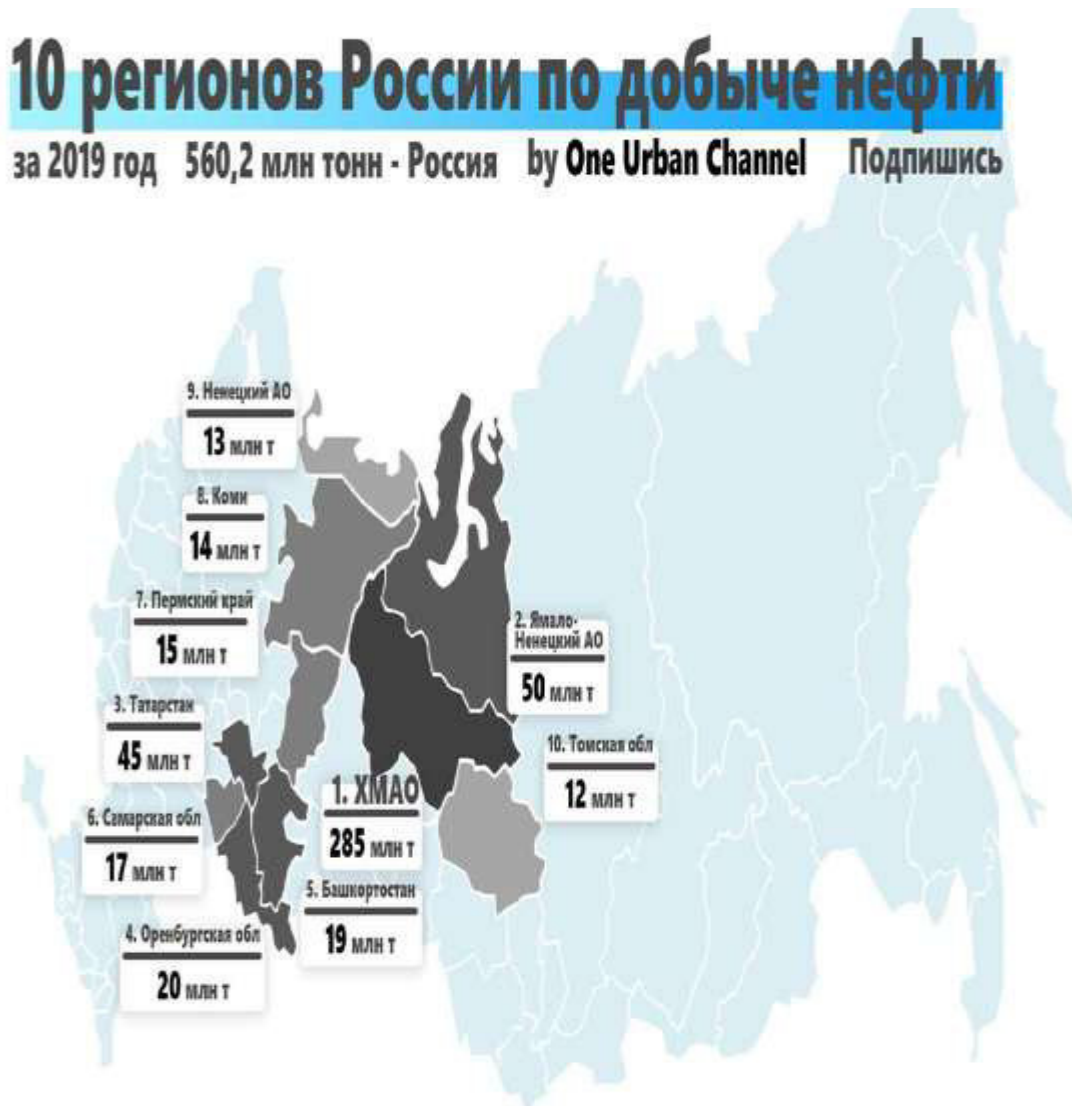 10 регионов России по добыче нефти
за 2019 год 560,2 млн тонн - Россия by One Urban Channel Подпишись
9. Ненецкий АО
13 млн т
8. Коми
14 млн т
7. Пермский край
15 млн т
2. Ямало-
Ненецкий АО
50 млн т
3. Татарстан
45 млн т
10. Томская обл
12 млн т
1. ХМАО
285 млн т
6. Самарская обл
17 млн т
5. Башкортостан
19 млн т
4. Оренбургская обл
20 млн т